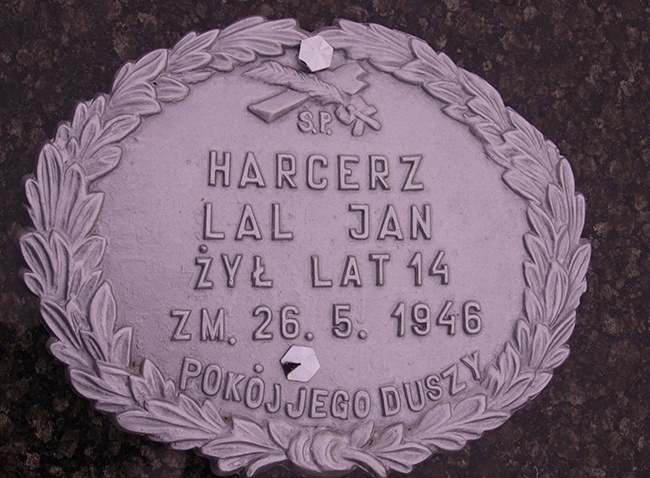 Ś.P.
HARCERZ
LAL JAN
ŻYŁ LAT 14
ZM. 26. 5. 1946
POKÓJ JEGO DUSZY